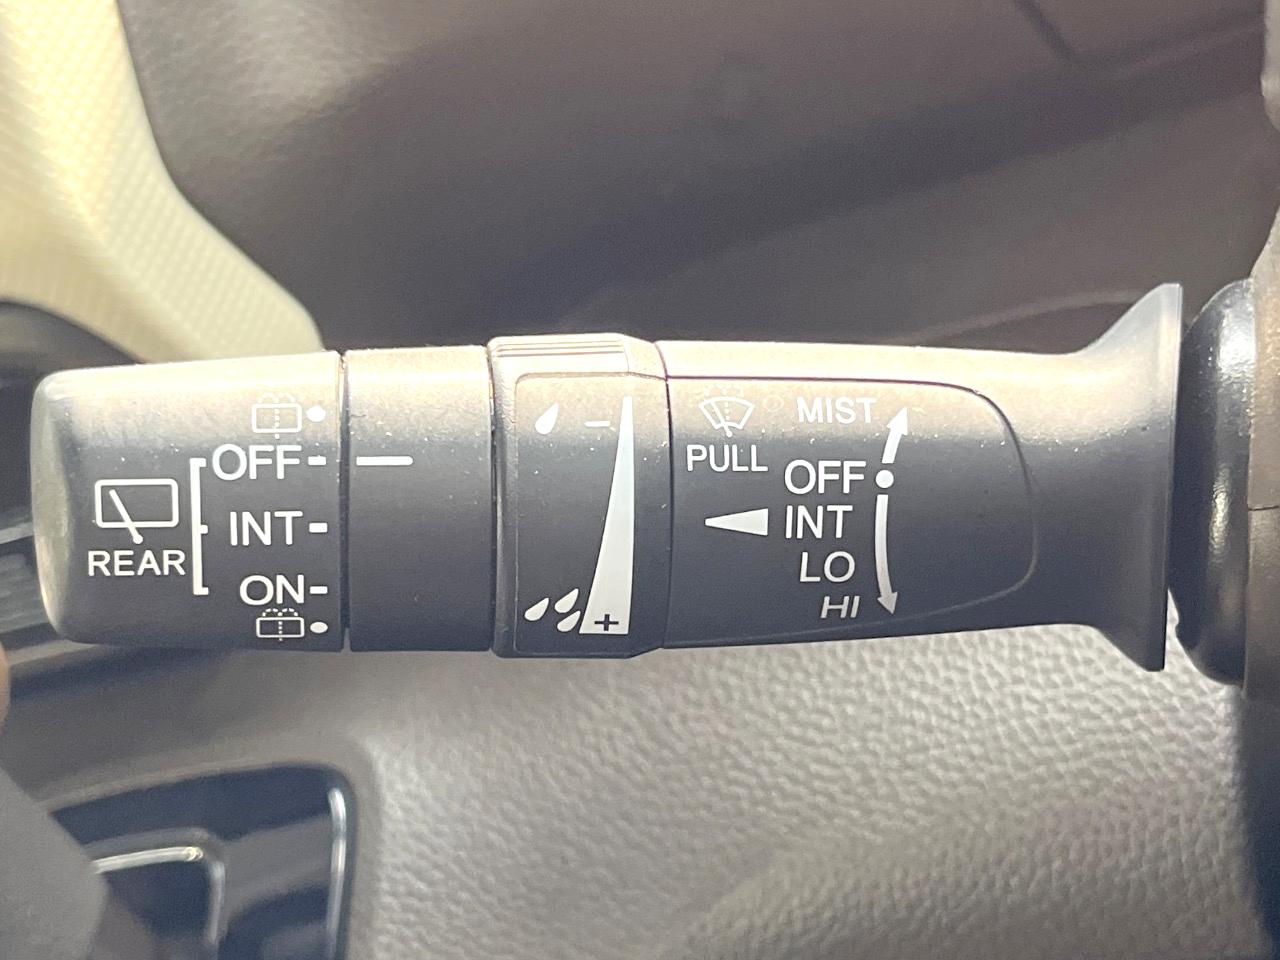 OFF
INT
ON
REAR
−
+
PULL
MIST
OFF
INT
LO
HI